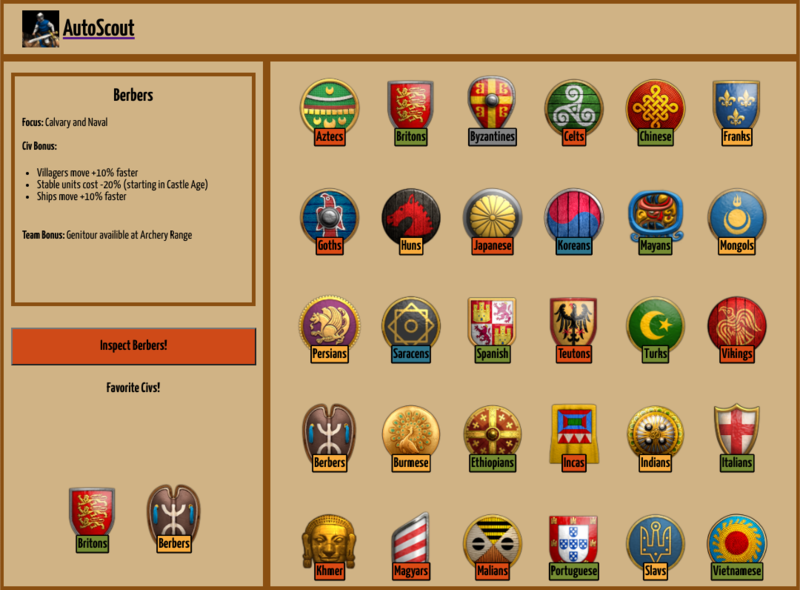 AutoScout
Berbers
Focus: Calvary and Naval
Civ Bonus:
Villagers move +10% faster
Stable units cost -20% (starting in Castle Age)
Ships move +10% faster
Team Bonus: Genitour availible at Archery Range
Inspect Berbers!
Favorite Civs!
Britons Berbers
Aztecs Britons Byzantines Celts Chinese Franks
Goths Huns Japanese Koreans Mayans Mongols
Persians Saracens Spanish Teutons Turks Vikings
Berbers Burmese Ethiopians Incas Indians Italians
Khmer Magyars Malians Portuguese Slavs Vietnamese